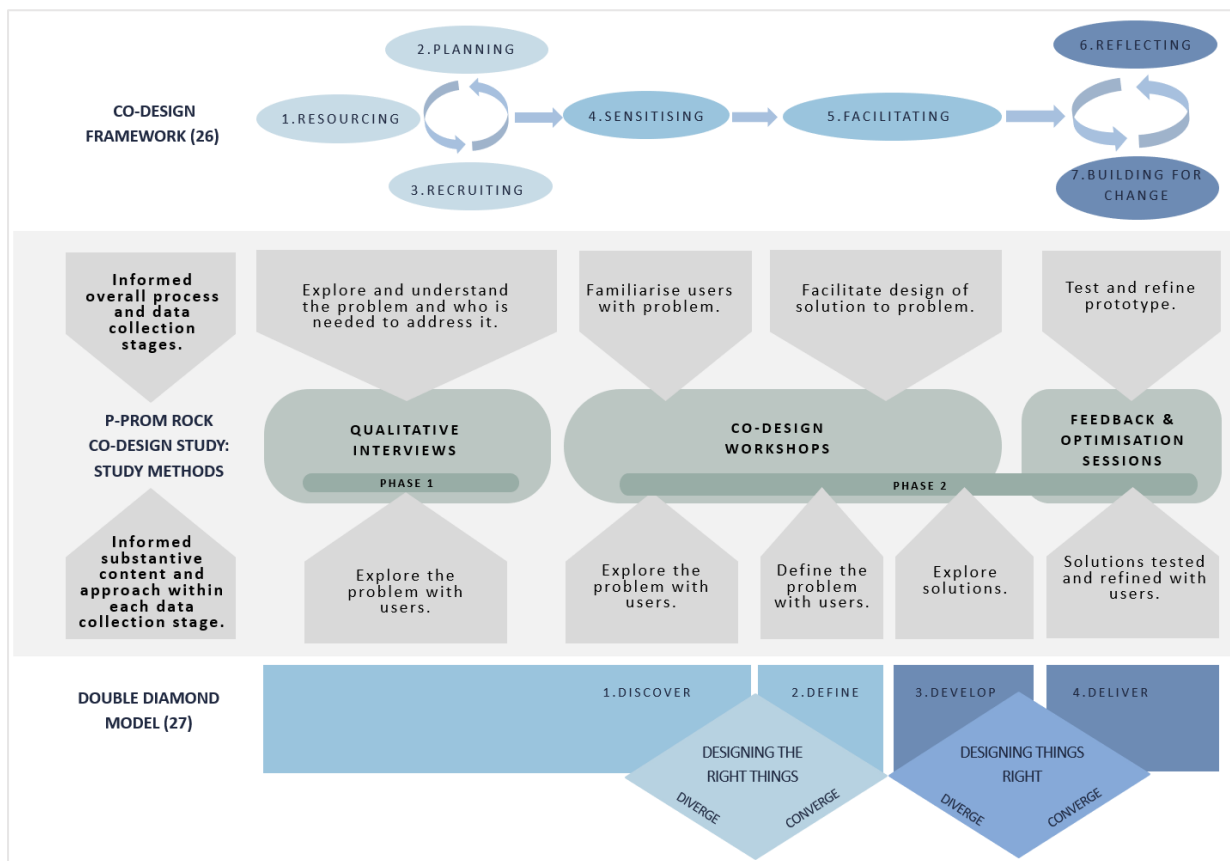 CO-DESIGN
FRAMEWORK (26)
1.RESOURCING
2.PLANNING
3.RECRUITING
4.SENSITISING
5.FACILITATING
6.REFLECTING
7.BUILDING FOR
CHANGE
Informed
overall process
and data
collection
stages.
Explore and understand
the problem and who is
needed to address it.
Familiarise users
with problem.
Facilitate design of
solution to problem.
Test and refine
prototype.
P-PROM ROCK
CO-DESIGN STUDY:
STUDY METHODS
QUALITATIVE
INTERVIEWS
PHASE 1
CO-DESIGN
WORKSHOPS
FEEDBACK &
OPTIMISATION
SESSIONS
PHASE 2
Informed
substantive
content and
approach within
each data
collection stage.
Explore the
problem with
users.
Explore the
problem with
users.
Define the
problem
with users.
Explore
solutions.
Solutions tested
and refined with
users.
DOUBLE DIAMOND
MODEL (27)
1.DISCOVER
2.DEFINE
3.DEVELOP
4.DELIVER
DESIGNING THE
RIGHT THINGS
DIVERGE
CONVERGE
DESIGNING THINGS
RIGHT
DIVERGE
CONVERGE